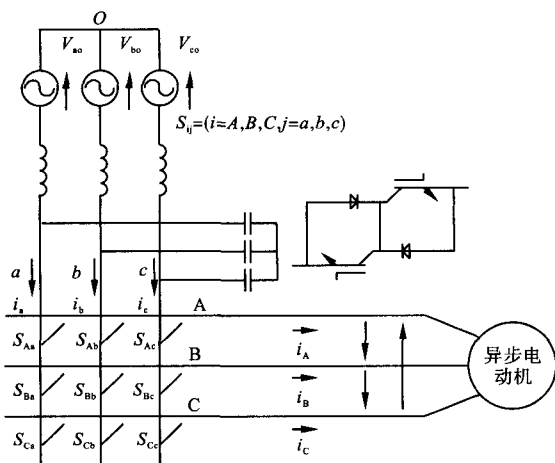 O
V_ao V_bo V_co
S_ij=(i=A,B,C,j=a,b,c)
a b c
i_a i_b i_c A
S_Aa S_Ab S_Ac i_A
B
S_Ba S_Bb S_Bc i_B
C
S_Ca S_Cb S_Cc i_C
异步电
动机